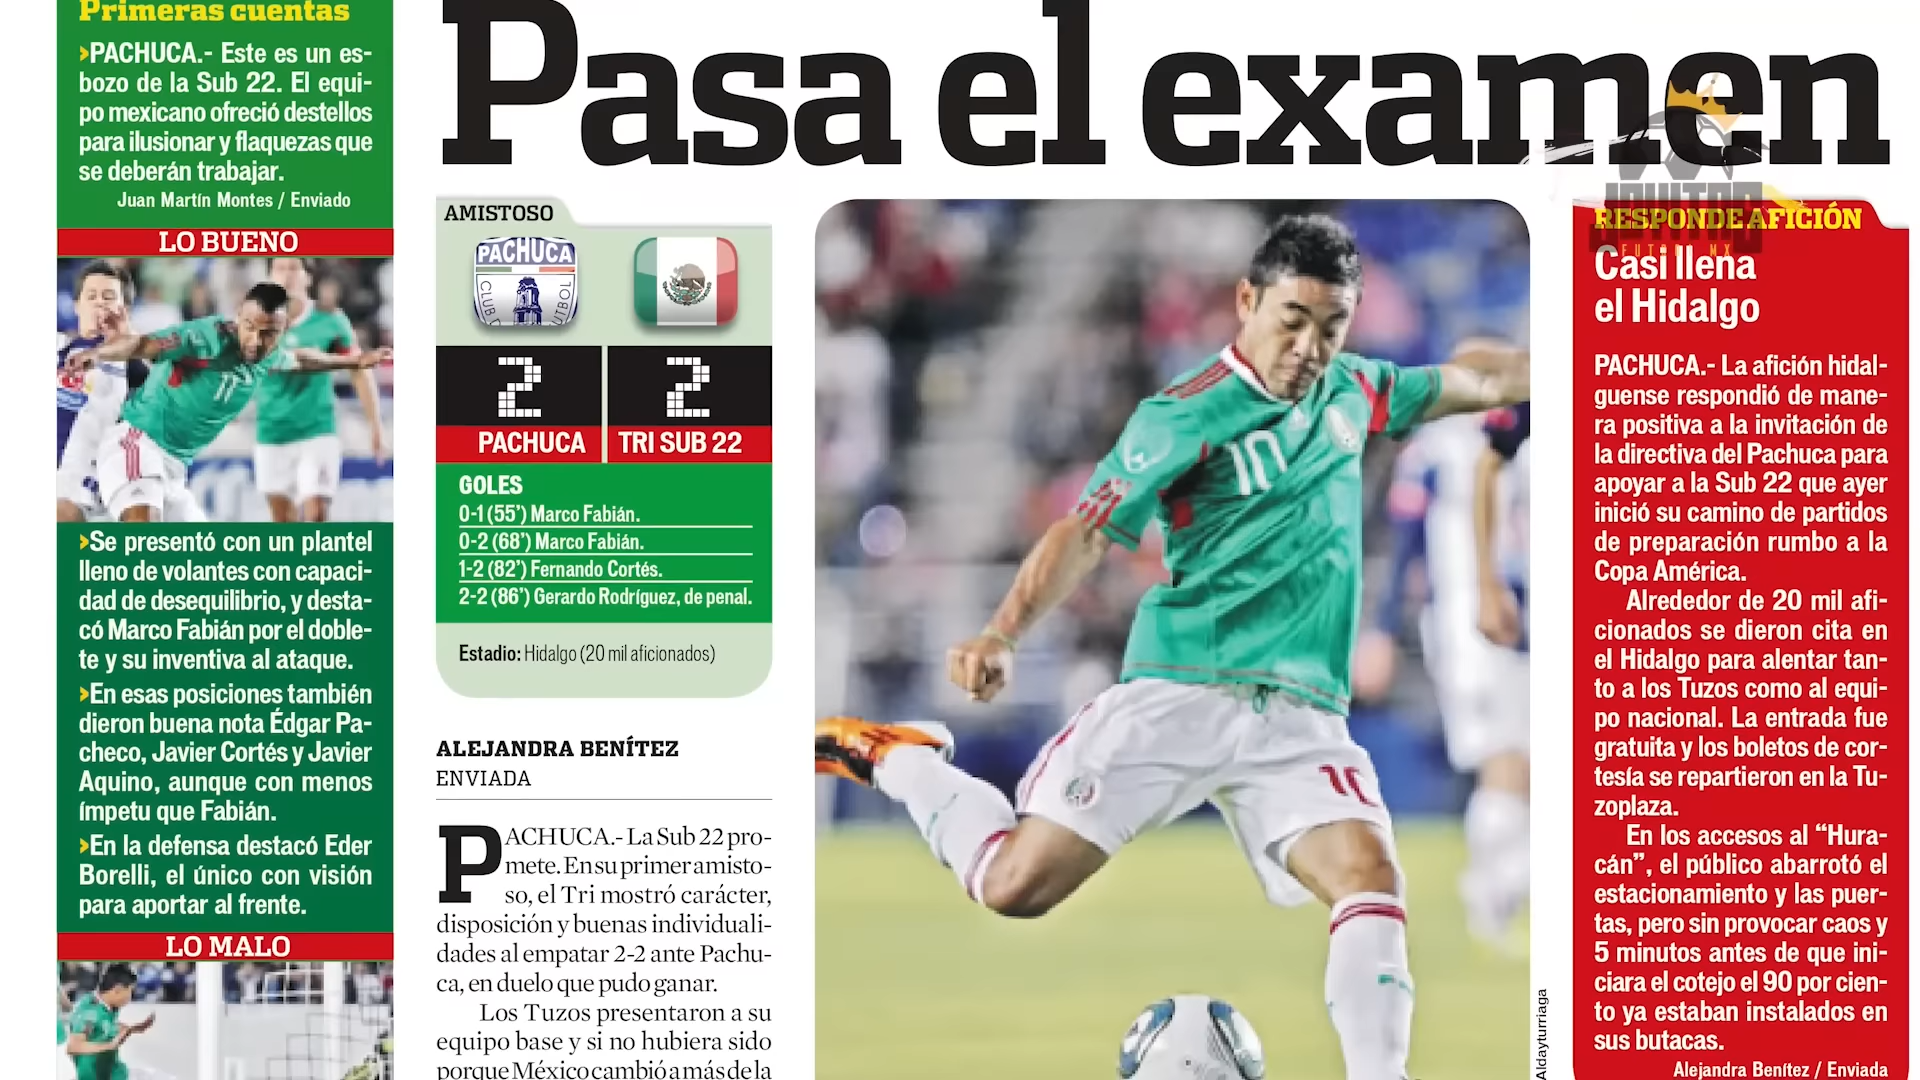 Primeras cuentas
›PACHUCA.- Este es un es-
bozo de la Sub 22. El equi-
po mexicano ofreció destellos
para ilusionar y flaquezas que
se deberán trabajar.
Juan Martín Montes / Enviado
LO BUENO
11
›Se presentó con un plantel
lleno de volantes con capaci-
dad de desequilibrio, y desta-
có Marco Fabián por el doble-
te y su inventiva al ataque.
›En esas posiciones también
dieron buena nota Édgar Pa-
checo, Javier Cortés y Javier
Aquino, aunque con menos
ímpetu que Fabián.
›En la defensa destacó Eder
Borelli, el único con visión
para aportar al frente.
LO MALO
Pasa el examen
AMISTOSO
PACHUCA
CLUB DE FUTBOL
2 2
PACHUCA TRI SUB 22
GOLES
0-1 (55’) Marco Fabián.
0-2 (68’) Marco Fabián.
1-2 (82’) Fernando Cortés.
2-2 (86’) Gerardo Rodríguez, de penal.
Estadio: Hidalgo (20 mil aficionados)
ALEJANDRA BENÍTEZ
ENVIADA
PACHUCA.- La Sub 22 pro-
mete. En su primer amisto-
so, el Tri mostró carácter,
disposición y buenas individuali-
dades al empatar 2-2 ante Pachu-
ca, en duelo que pudo ganar.
Los Tuzos presentaron a su
equipo base y si no hubiera sido
porque México cambió a más de la
10
10
Aldayturriaga
RESPONDE AFICIÓN
Casi llena
el Hidalgo
PACHUCA.- La afición hidal-
guense respondió de mane-
ra positiva a la invitación de
la directiva del Pachuca para
apoyar a la Sub 22 que ayer
inició su camino de partidos
de preparación rumbo a la
Copa América.
Alrededor de 20 mil afi-
cionados se dieron cita en
el Hidalgo para alentar tan-
to a los Tuzos como al equi-
po nacional. La entrada fue
gratuita y los boletos de cor-
tesía se repartieron en la Tu-
zoplaza.
En los accesos al “Hura-
cán”, el público abarrotó el
estacionamiento y las puer-
tas, pero sin provocar caos y
5 minutos antes de que ini-
ciara el cotejo el 90 por cien-
to ya estaban instalados en
sus butacas.
Alejandra Benítez / Enviada